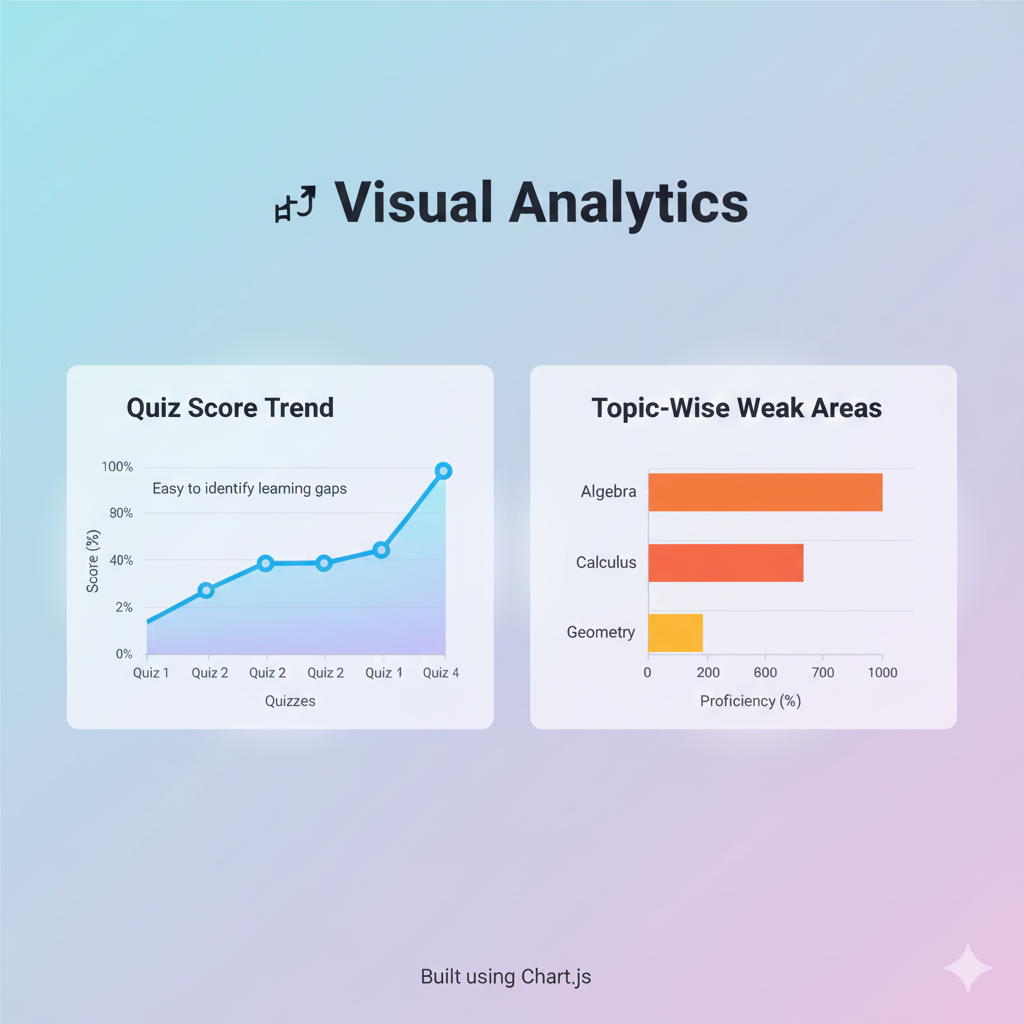 Visual Analytics
Quiz Score Trend
100%
Easy to identify learning gaps
80%
40%
2%
0%
Score (%)
Quiz 1 Quiz 2 Quiz 2 Quiz 2 Quiz 1 Quiz 4
Quizzes
Topic-Wise Weak Areas
Algebra
Calculus
Geometry
0 200 600 700 1000
Proficiency (%)
Built using Chart.js